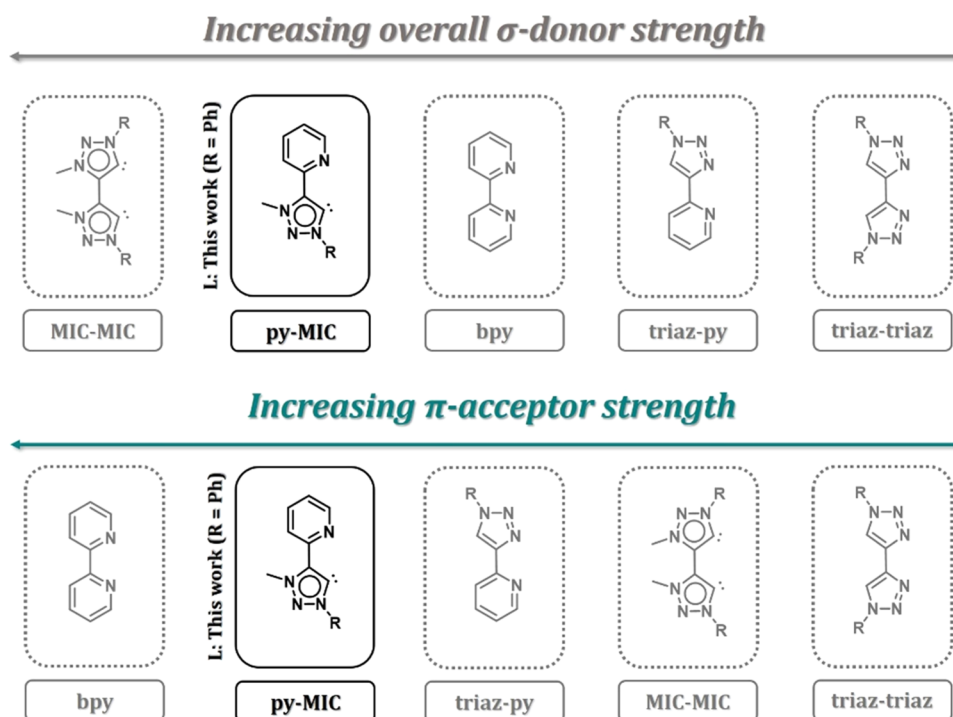 Increasing overall σ-donor strength
L: This work (R = Ph)
R
N N
N
N
N N
R
N
N
N N
R
N
N
R
N N
N
N
R
N N
N
N
N N
R
MIC-MIC
py-MIC
bpy
triaz-py
triaz-triaz
Increasing π-acceptor strength
L: This work (R = Ph)
N
N
N
N
N N
R
R
N N
N
N
R
N N
N
N
N N
R
R
N N
N
N
N N
R
bpy
py-MIC
triaz-py
MIC-MIC
triaz-triaz